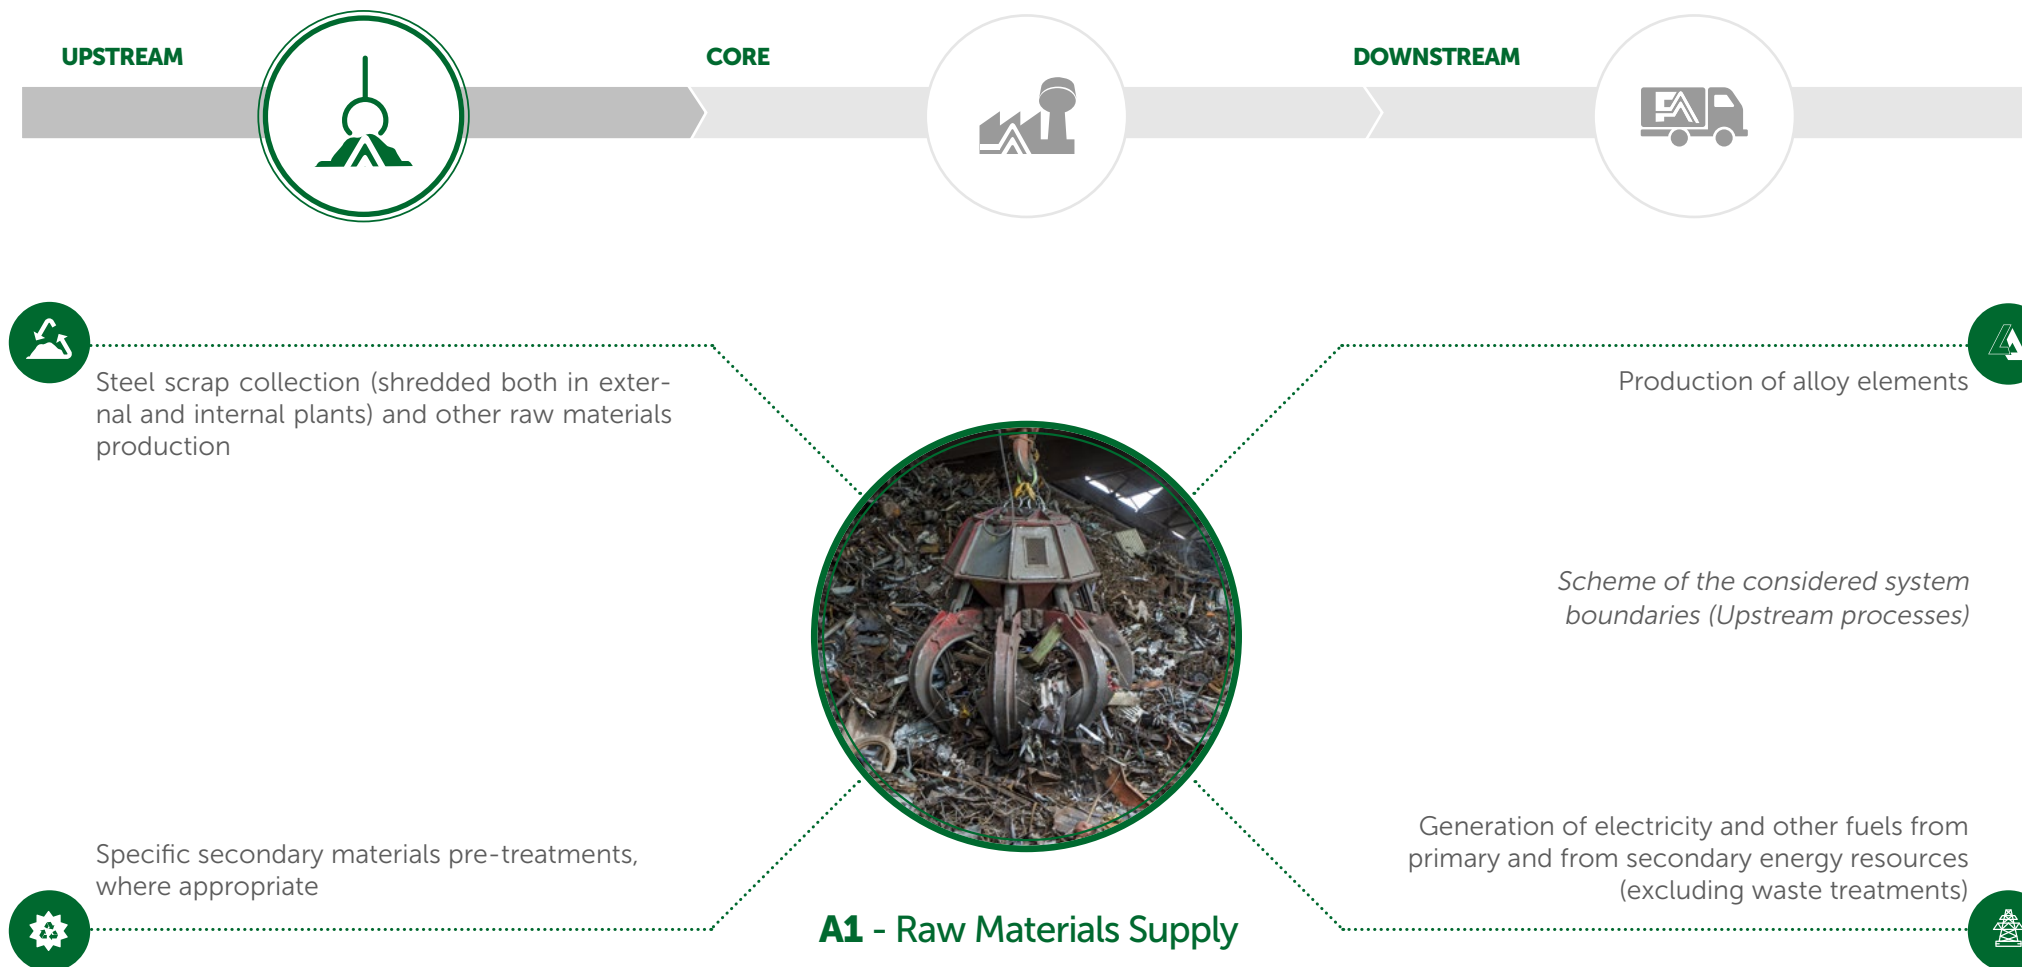 UPSTREAM
CORE
DOWNSTREAM
Steel scrap collection (shredded both in exter-
nal and internal plants) and other raw materials
production
Production of alloy elements
Scheme of the considered system
boundaries (Upstream processes)
Specific secondary materials pre-treatments,
where appropriate
Generation of electricity and other fuels from
primary and from secondary energy resources
(excluding waste treatments)
A1 - Raw Materials Supply